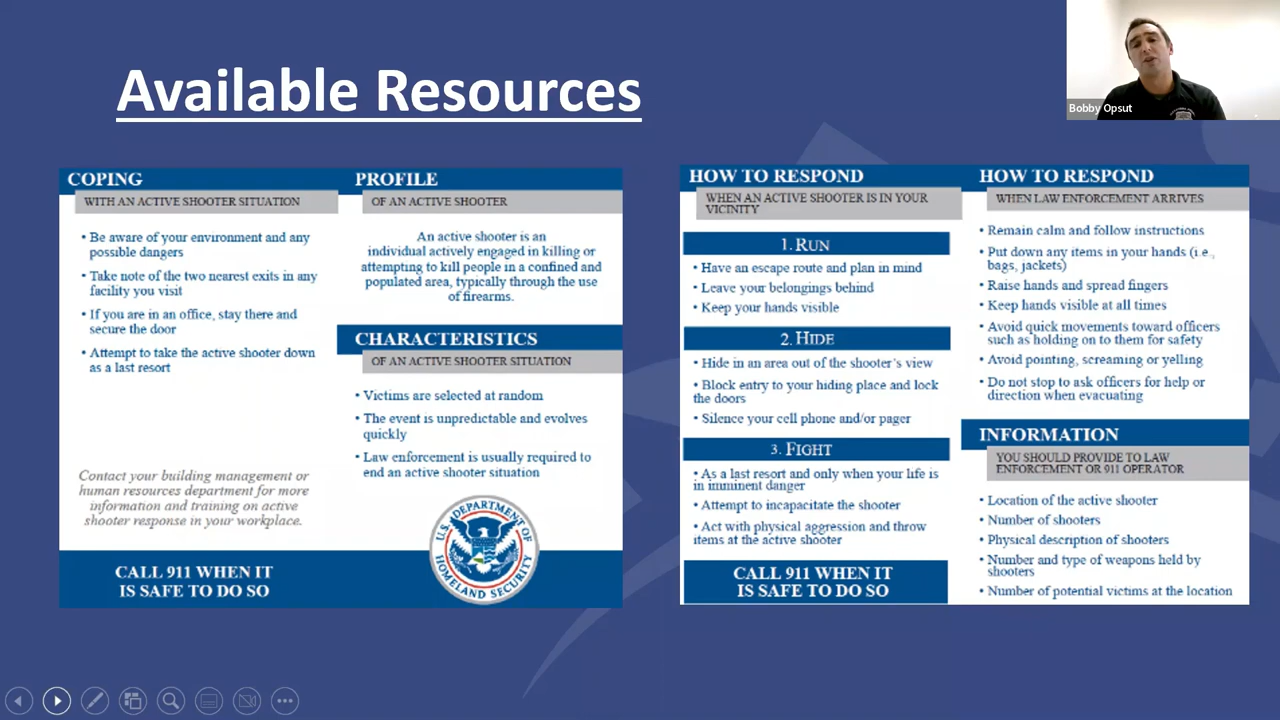 Available Resources
Bobby Opsut
COPING
WITH AN ACTIVE SHOOTER SITUATION
• Be aware of your environment and any
possible dangers
• Take note of the two nearest exits in any
facility you visit
• If you are in an office, stay there and
secure the door
• Attempt to take the active shooter down
as a last resort
Contact your building management or
human resources department for more
information and training on active
shooter response in your workplace.
CALL 911 WHEN IT
IS SAFE TO DO SO
PROFILE
OF AN ACTIVE SHOOTER
An active shooter is an
individual actively engaged in killing or
attempting to kill people in a confined and
populated area, typically through the use
of firearms.
CHARACTERISTICS
OF AN ACTIVE SHOOTER SITUATION
• Victims are selected at random
• The event is unpredictable and evolves
quickly
• Law enforcement is usually required to
end an active shooter situation
U.S. DEPARTMENT OF
HOMELAND SECURITY
HOW TO RESPOND
WHEN AN ACTIVE SHOOTER IS IN YOUR
VICINITY
1. RUN
• Have an escape route and plan in mind
• Leave your belongings behind
• Keep your hands visible
2. HIDE
• Hide in an area out of the shooter's view
• Block entry to your hiding place and lock
the doors
• Silence your cell phone and/or pager
3. FIGHT
• As a last resort and only when your life is
in imminent danger
• Attempt to incapacitate the shooter
• Act with physical aggression and throw
items at the active shooter
CALL 911 WHEN IT
IS SAFE TO DO SO
HOW TO RESPOND
WHEN LAW ENFORCEMENT ARRIVES
• Remain calm and follow instructions
• Put down any items in your hands (i.e.,
bags, jackets)
• Raise hands and spread fingers
• Keep hands visible at all times
• Avoid quick movements toward officers
such as holding on to them for safety
• Avoid pointing, screaming or yelling
• Do not stop to ask officers for help or
direction when evacuating
INFORMATION
YOU SHOULD PROVIDE TO LAW
ENFORCEMENT OR 911 OPERATOR
• Location of the active shooter
• Number of shooters
• Physical description of shooters
• Number and type of weapons held by
shooters
• Number of potential victims at the location